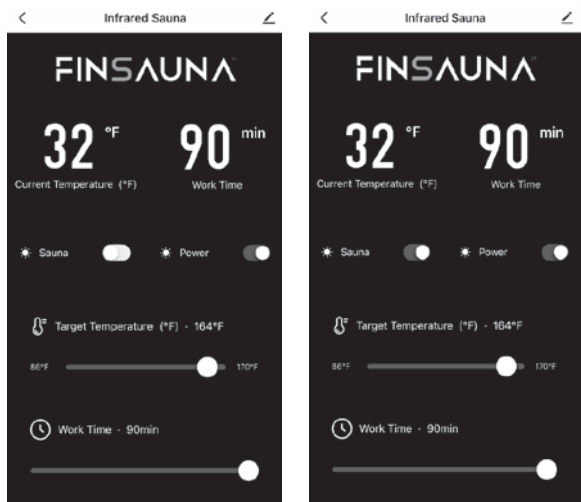 Infrared Sauna
FINSAUNA
32 °F
90 min
Current Temperature (°F)
Work Time
Sauna
Power
Target Temperature (°F) · 164°F
86°F
170°F
Work Time · 90min
Infrared Sauna
FINSAUNA
32 °F
90 min
Current Temperature (°F)
Work Time
Sauna
Power
Target Temperature (°F) · 164°F
86°F
170°F
Work Time · 90min